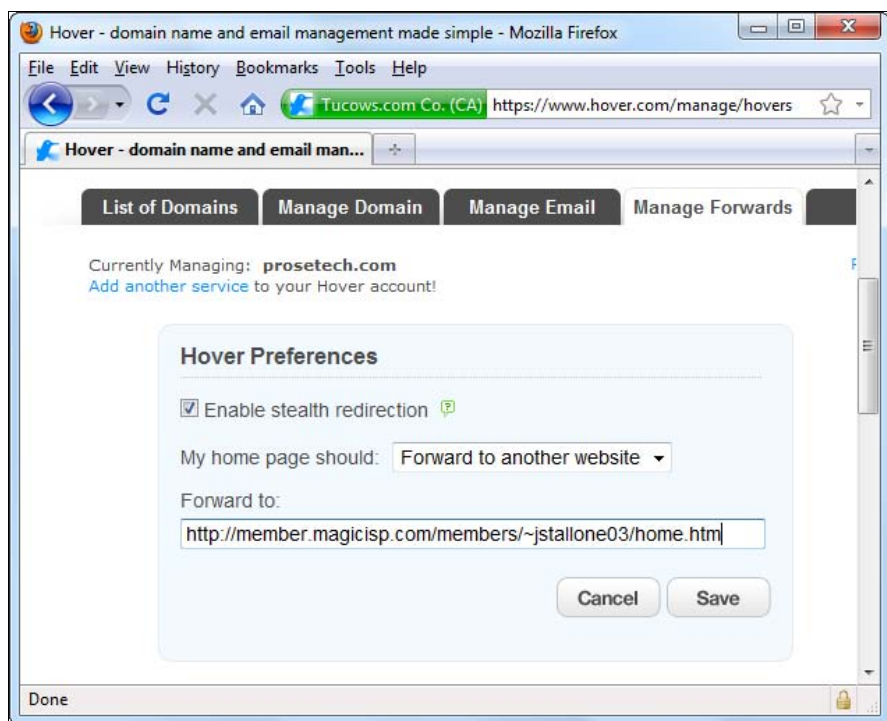 Hover - domain name and email management made simple - Mozilla Firefox
File Edit View History Bookmarks Tools Help
Tucows.com Co. (CA) https://www.hover.com/manage/hovers
Hover - domain name and email man...
List of Domains Manage Domain Manage Email Manage Forwards
Currently Managing: prosetech.com
Add another service to your Hover account!
Hover Preferences
Enable stealth redirection
My home page should: Forward to another website
Forward to:
http://member.magicisp.com/members/~jstallone03/home.htm
Cancel Save
Done